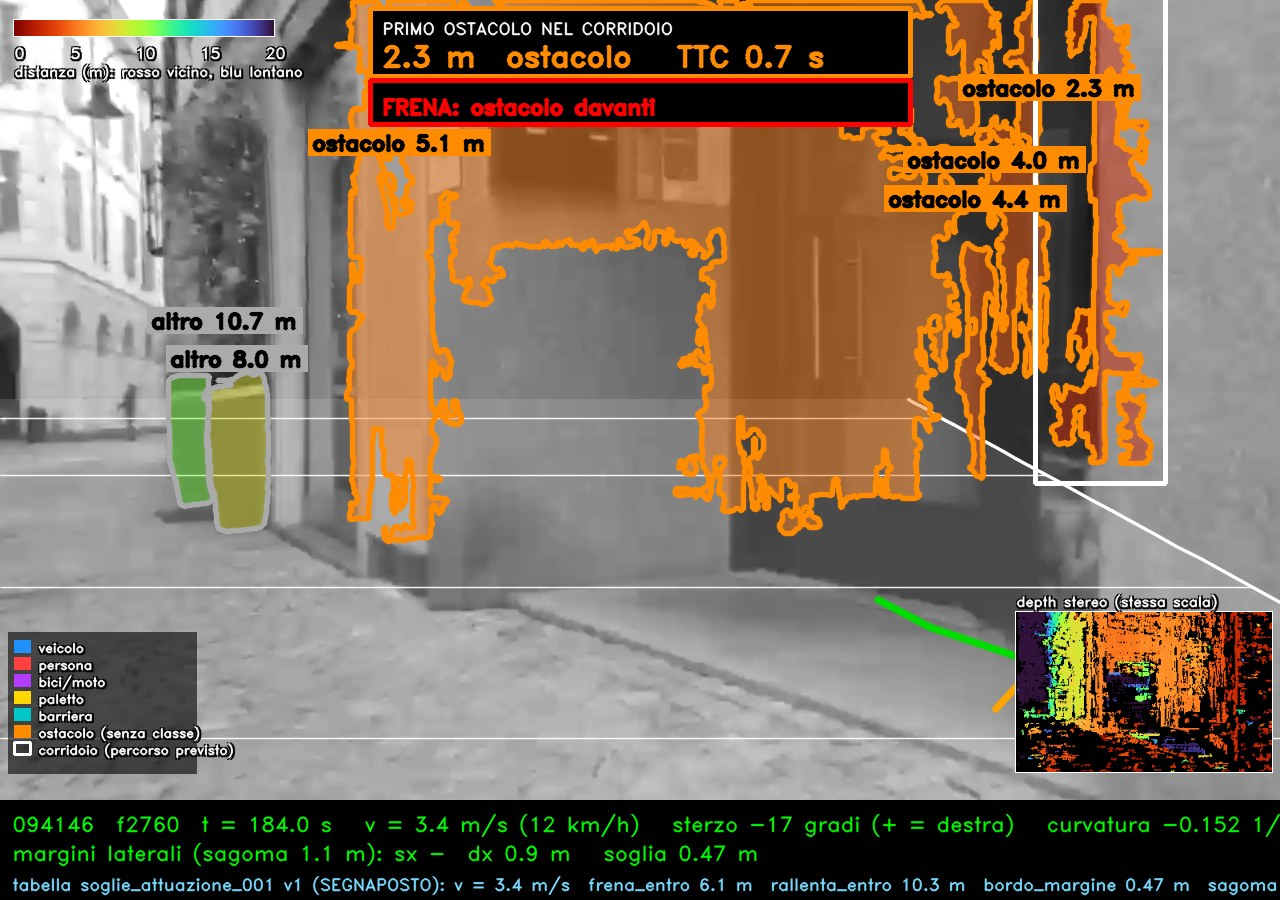 0 5 10 15 20
distanza (m): rosso vicino, blu lontano
PRIMO OSTACOLO NEL CORRIDOIO
2.3 m ostacolo TTC 0.7 s
FRENA: ostacolo davanti
ostacolo 2.3 m
ostacolo 5.1 m
ostacolo 4.0 m
ostacolo 4.4 m
altro 10.7 m
altro 8.0 m
depth stereo (stessa scala)
veicolo
persona
bici/moto
paletto
barriera
ostacolo (senza classe)
corridoio (percorso previsto)
094146 f2760 t = 184.0 s v = 3.4 m/s (12 km/h) sterzo −17 gradi (+ = destra) curvatura −0.152 1/
margini laterali (sagoma 1.1 m): sx − dx 0.9 m soglia 0.47 m
tabella soglie_attuazione_001 v1 (SEGNAPOSTO): v = 3.4 m/s frena_entro 6.1 m rallenta_entro 10.3 m bordo_margine 0.47 m sagoma